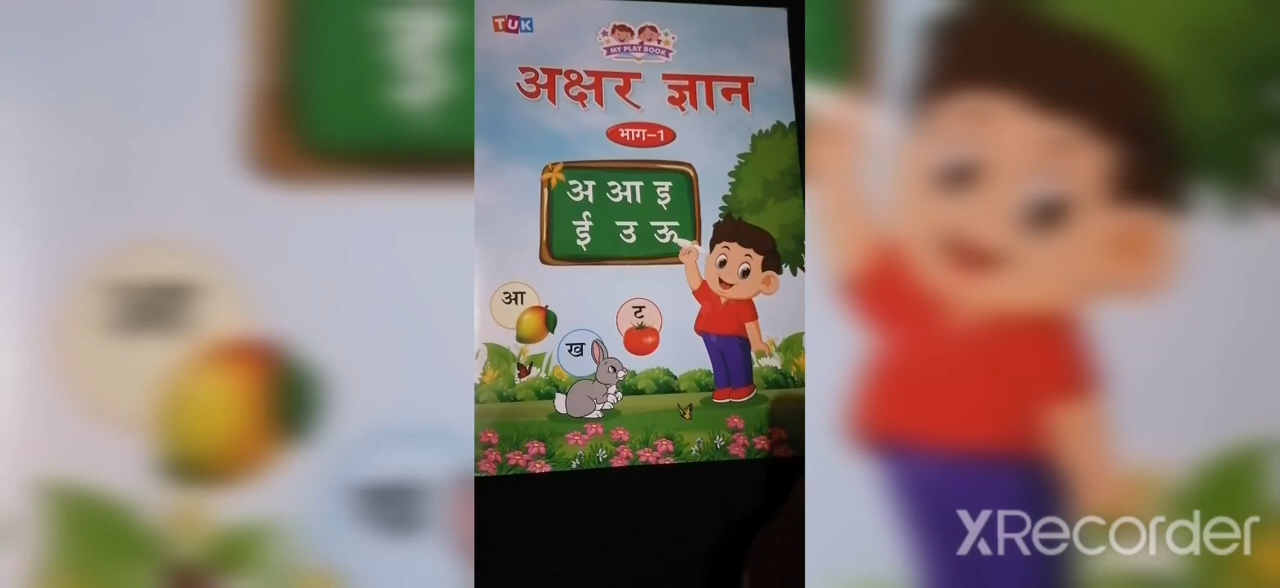 TUK
MY PLAY BOOK
अक्षर ज्ञान
भाग-1
अ आ इ
ई उ ऊ
आ
ट
ख
XRecorder